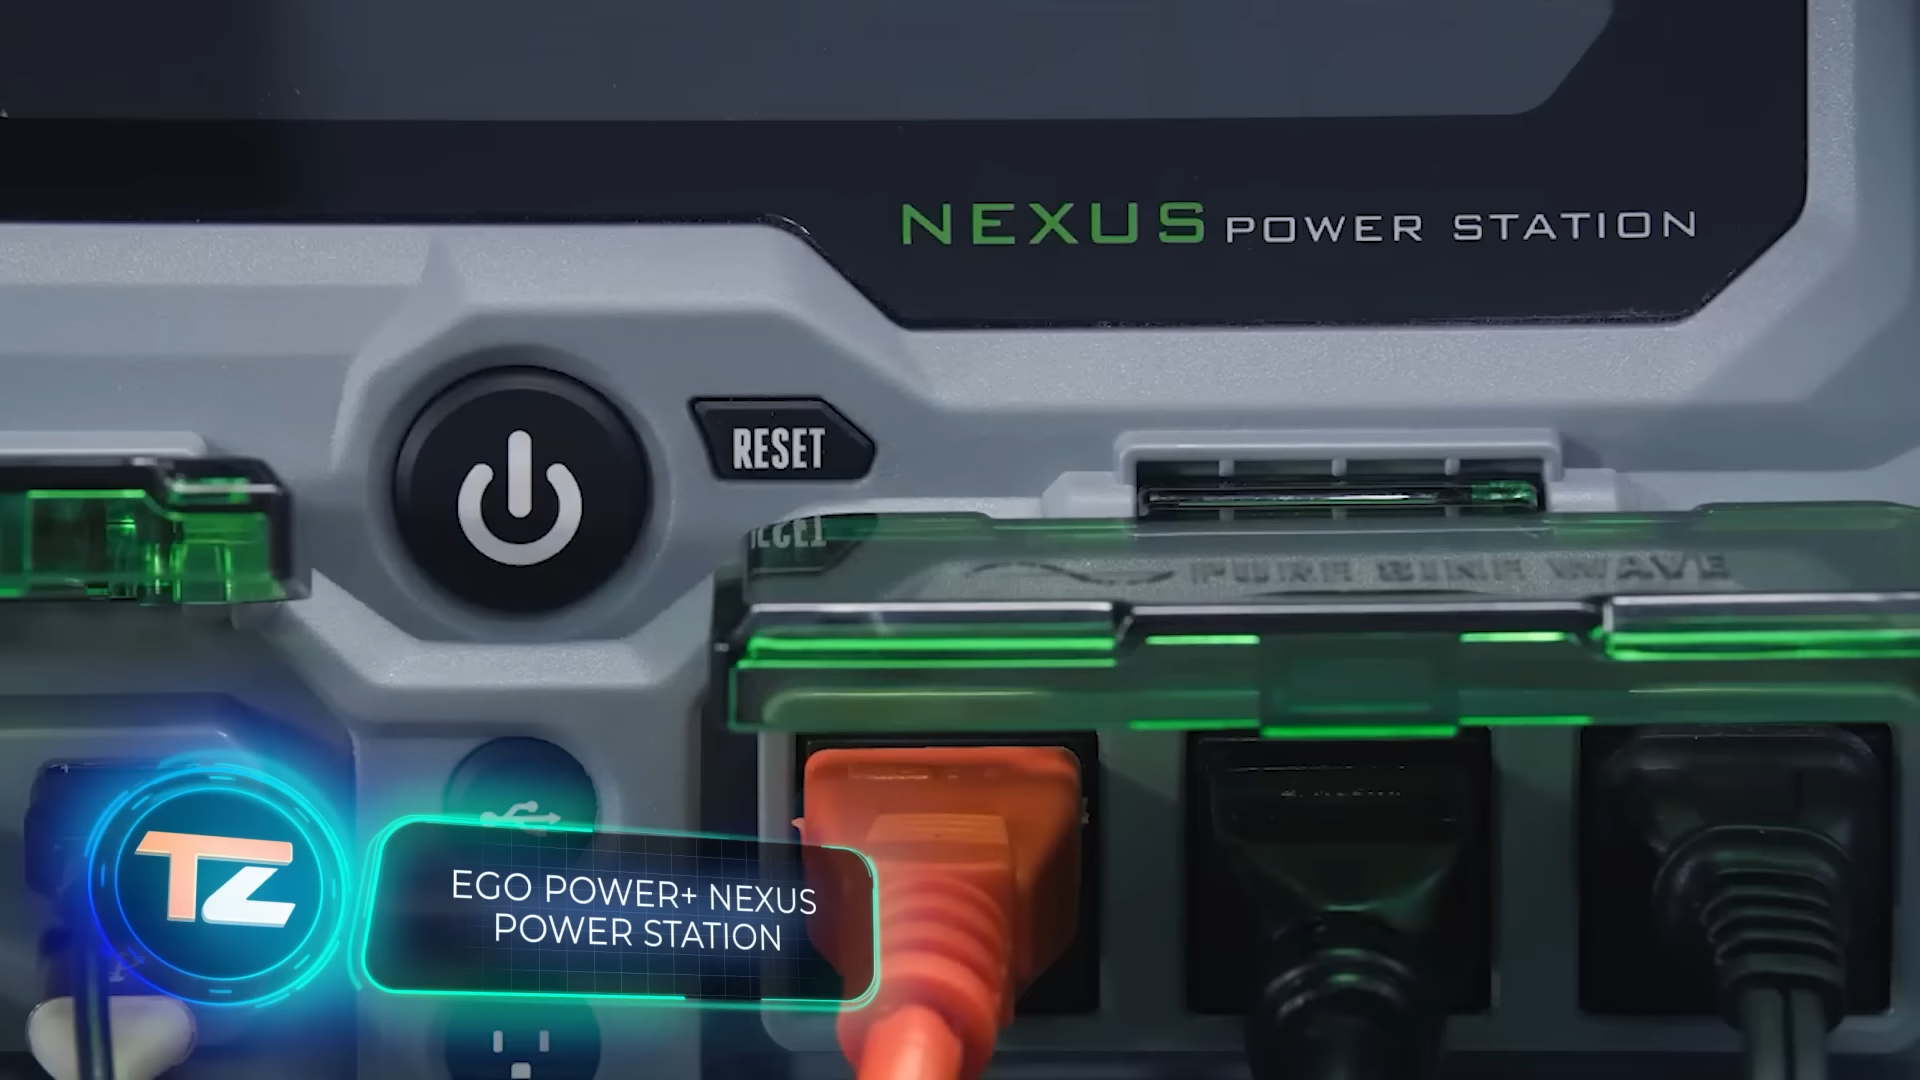 NEXUS POWER STATION
RESET
PURE SINE WAVE
TZ
EGO POWER+ NEXUS
POWER STATION